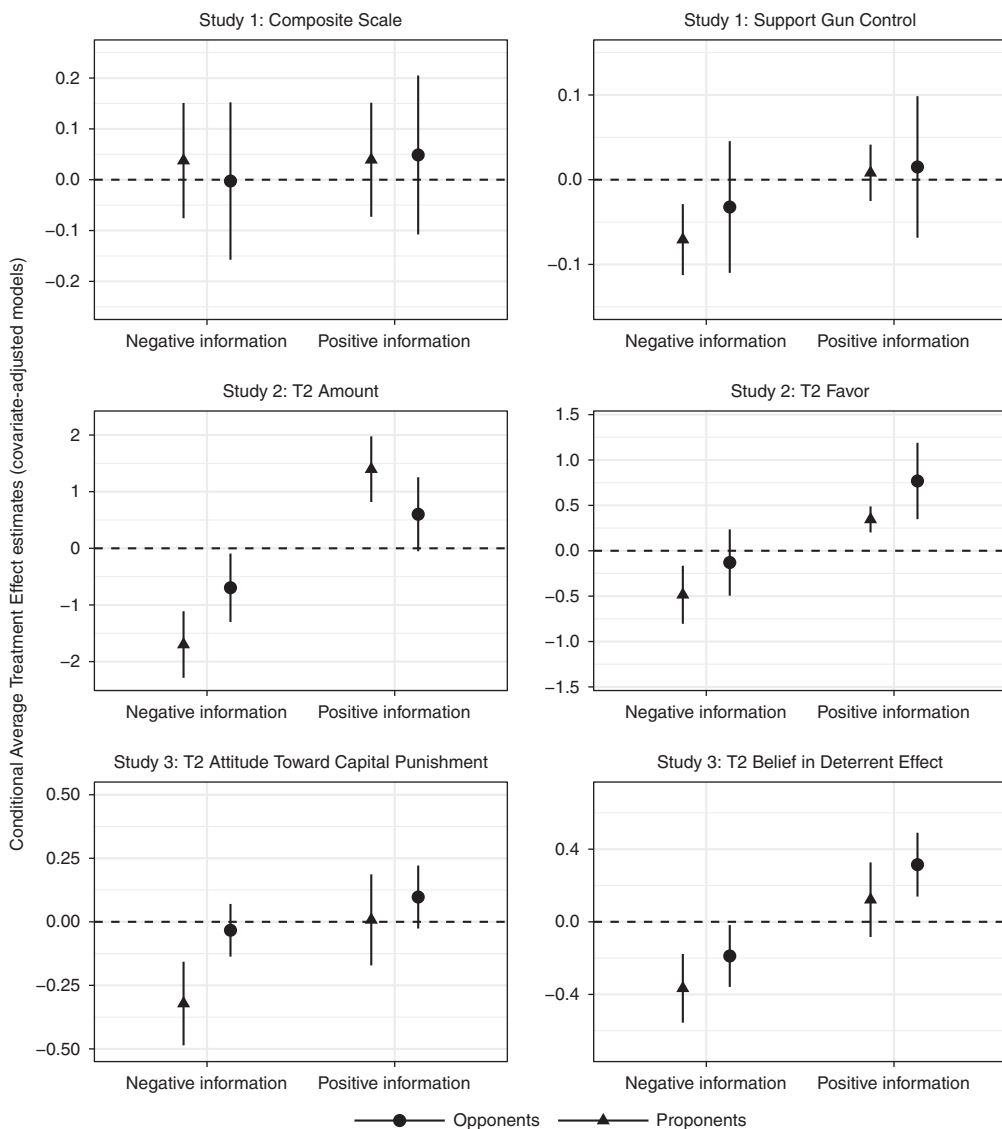 Conditional Average Treatment Effect estimates (covariate-adjusted models)
Study 1: Composite Scale
0.2
0.1
0.0
−0.1
−0.2
Negative information Positive information
Study 1: Support Gun Control
0.1
0.0
−0.1
Negative information Positive information
Study 2: T2 Amount
2
1
0
−1
−2
Negative information Positive information
Study 2: T2 Favor
1.5
1.0
0.5
0.0
−0.5
−1.0
−1.5
Negative information Positive information
Study 3: T2 Attitude Toward Capital Punishment
0.50
0.25
0.00
−0.25
−0.50
Negative information Positive information
Study 3: T2 Belief in Deterrent Effect
0.4
0.0
−0.4
Negative information Positive information
Opponents Proponents